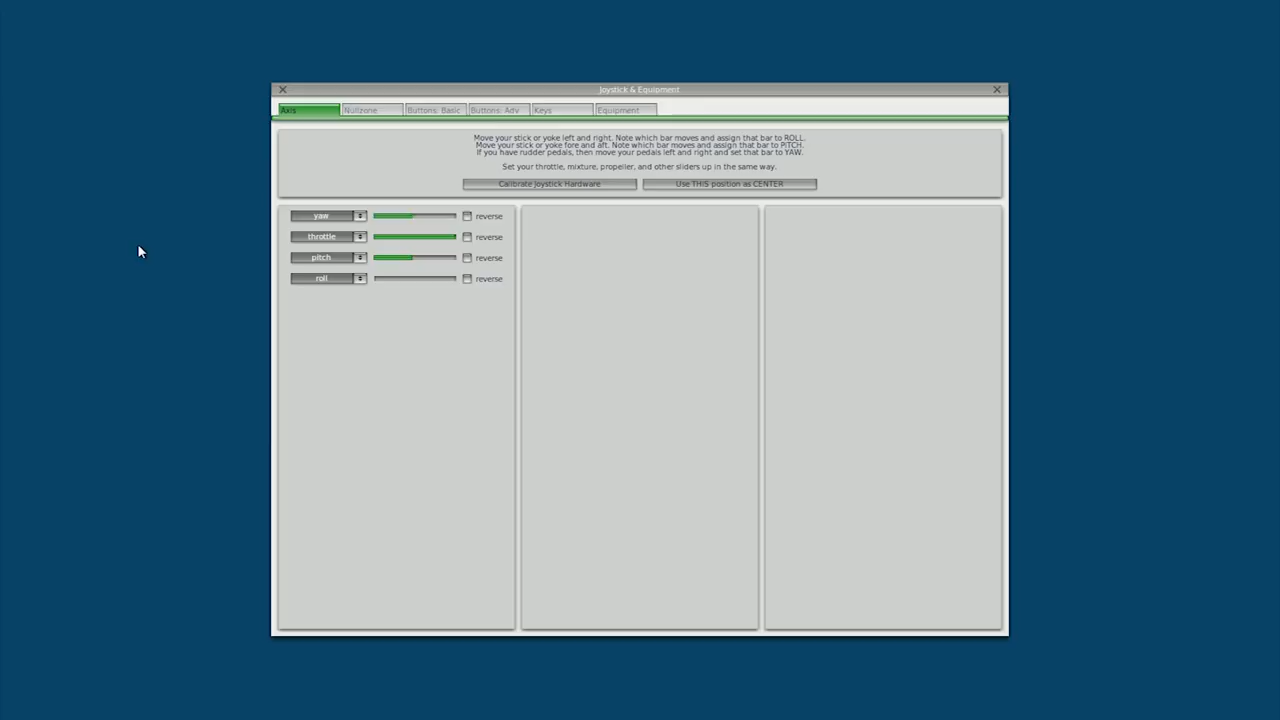 Joystick & Equipment
Axis Nullzone Buttons: Basic Buttons: Adv Keys Equipment
Move your stick or yoke left and right. Note which bar moves and assign that bar to ROLL.
Move your stick or yoke fore and aft. Note which bar moves and assign that bar to PITCH.
If you have rudder pedals, then move your pedals left and right and set that bar to YAW.
Set your throttle, mixture, propeller, and other sliders up in the same way.
Calibrate Joystick Hardware Use THIS position as CENTER
yaw reverse
throttle reverse
pitch reverse
roll reverse